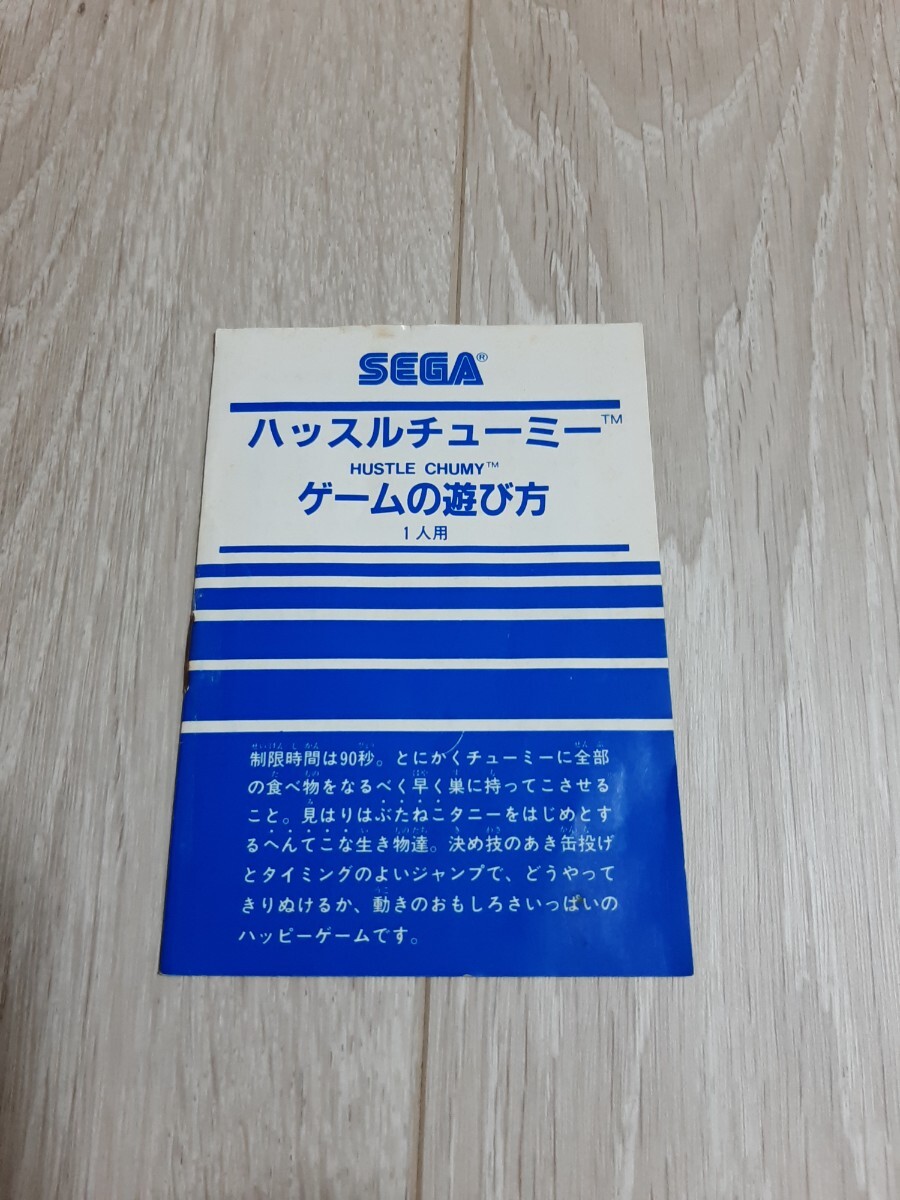 SEGA®
ハッスルチューミー™
HUSTLE CHUMY™
ゲームの遊び方
1人用
制限時間は90秒。とにかくチューミーに全部
の食べ物をなるべく早く巣に持ってこさせる
こと。見はりはぶたねこタニーをはじめとす
るへんてこな生き物達。決め技のあき缶投げ
とタイミングのよいジャンプで、どうやって
きりぬけるか、動きのおもしろさいっぱいの
ハッピーゲームです。